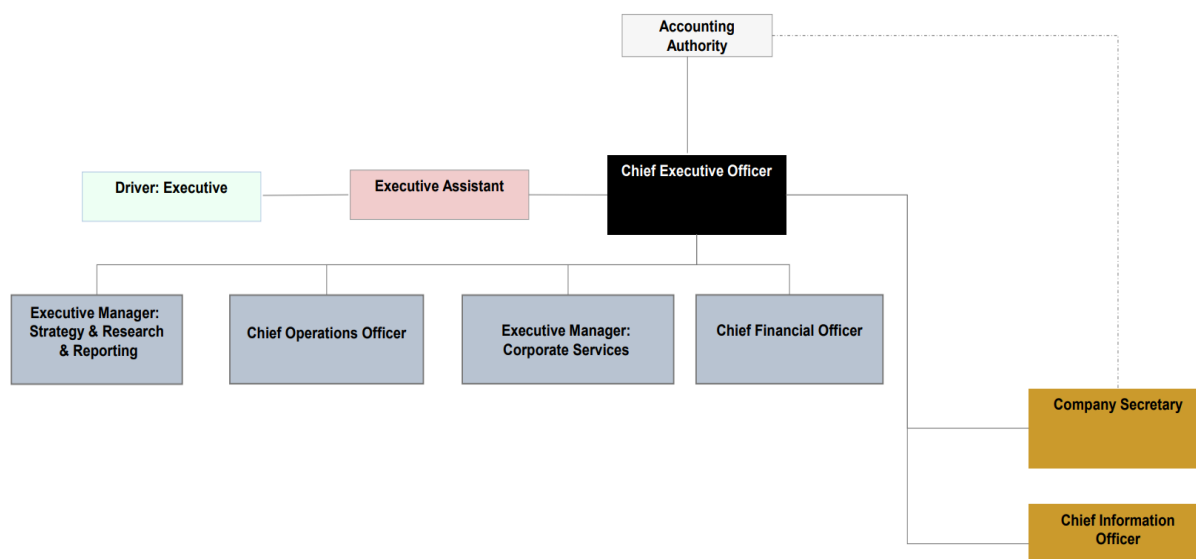 Accounting
Authority
Chief Executive Officer
Driver: Executive
Executive Assistant
Executive Manager:
Strategy & Research
& Reporting
Chief Operations Officer
Executive Manager:
Corporate Services
Chief Financial Officer
Company Secretary
Chief Information
Officer